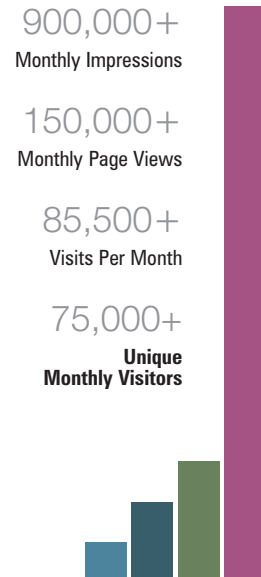 900,000+
Monthly Impressions
150,000+
Monthly Page Views
85,500+
Visits Per Month
75,000+
Unique
Monthly Visitors